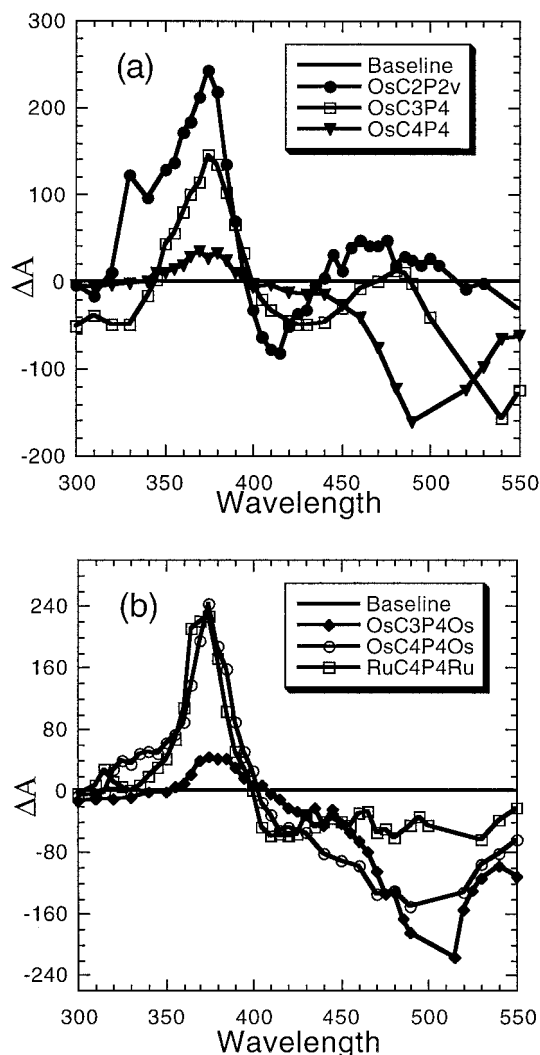 (a)
Baseline
OsC2P2v
OsC3P4
OsC4P4
300
200
100
0
-100
-200
ΔA
300 350 400 450 500 550
Wavelength
(b)
Baseline
OsC3P4Os
OsC4P4Os
RuC4P4Ru
240
160
80
0
-80
-160
-240
ΔA
300 350 400 450 500 550
Wavelength